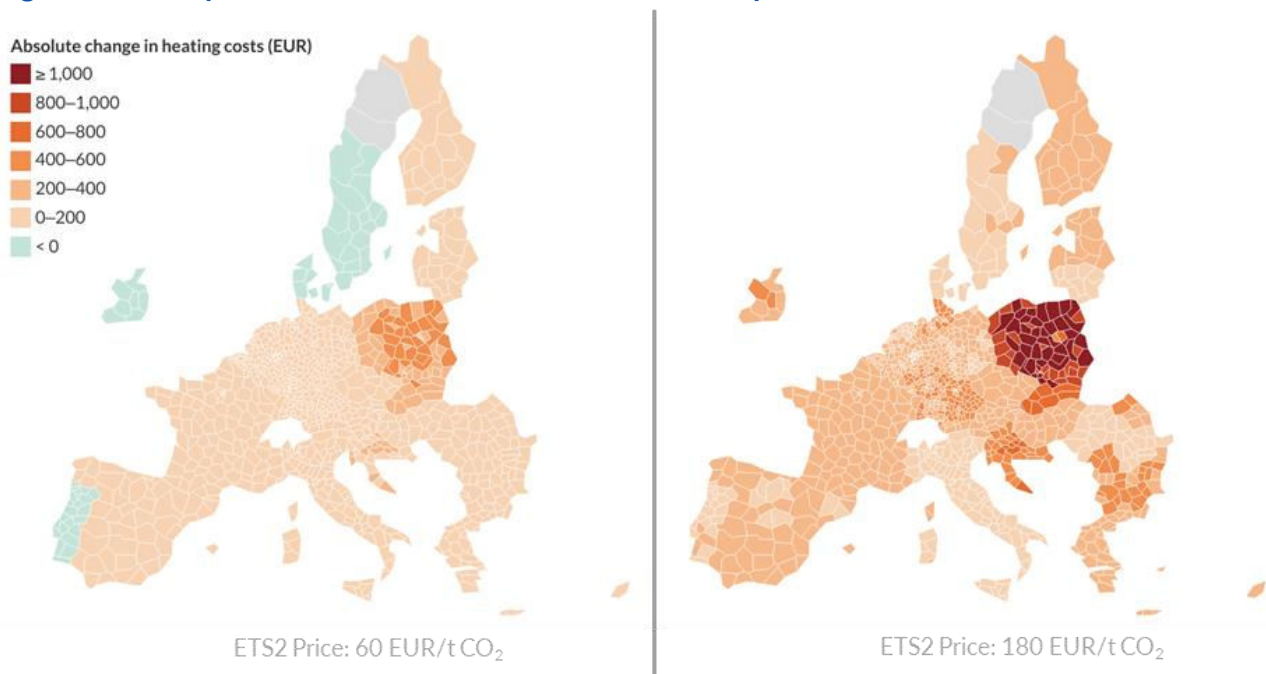 Absolute change in heating costs (EUR)
≥ 1,000
800–1,000
600–800
400–600
200–400
0–200
< 0
ETS2 Price: 60 EUR/t CO₂
ETS2 Price: 180 EUR/t CO₂